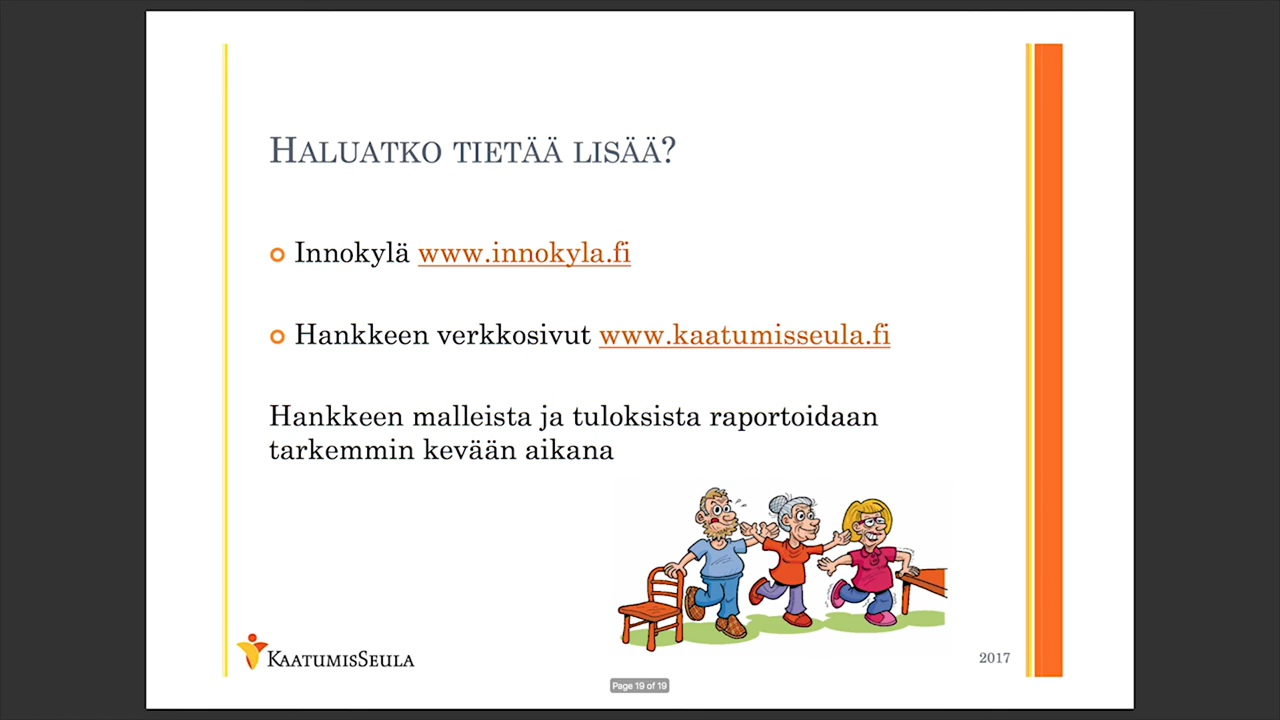 Haluatko tietää lisää?
Innokylä www.innokyla.fi
Hankkeen verkkosivut www.kaatumisseula.fi
Hankkeen malleista ja tuloksista raportoidaan
tarkemmin kevään aikana
KaatumisSeula
2017
Page 19 of 19